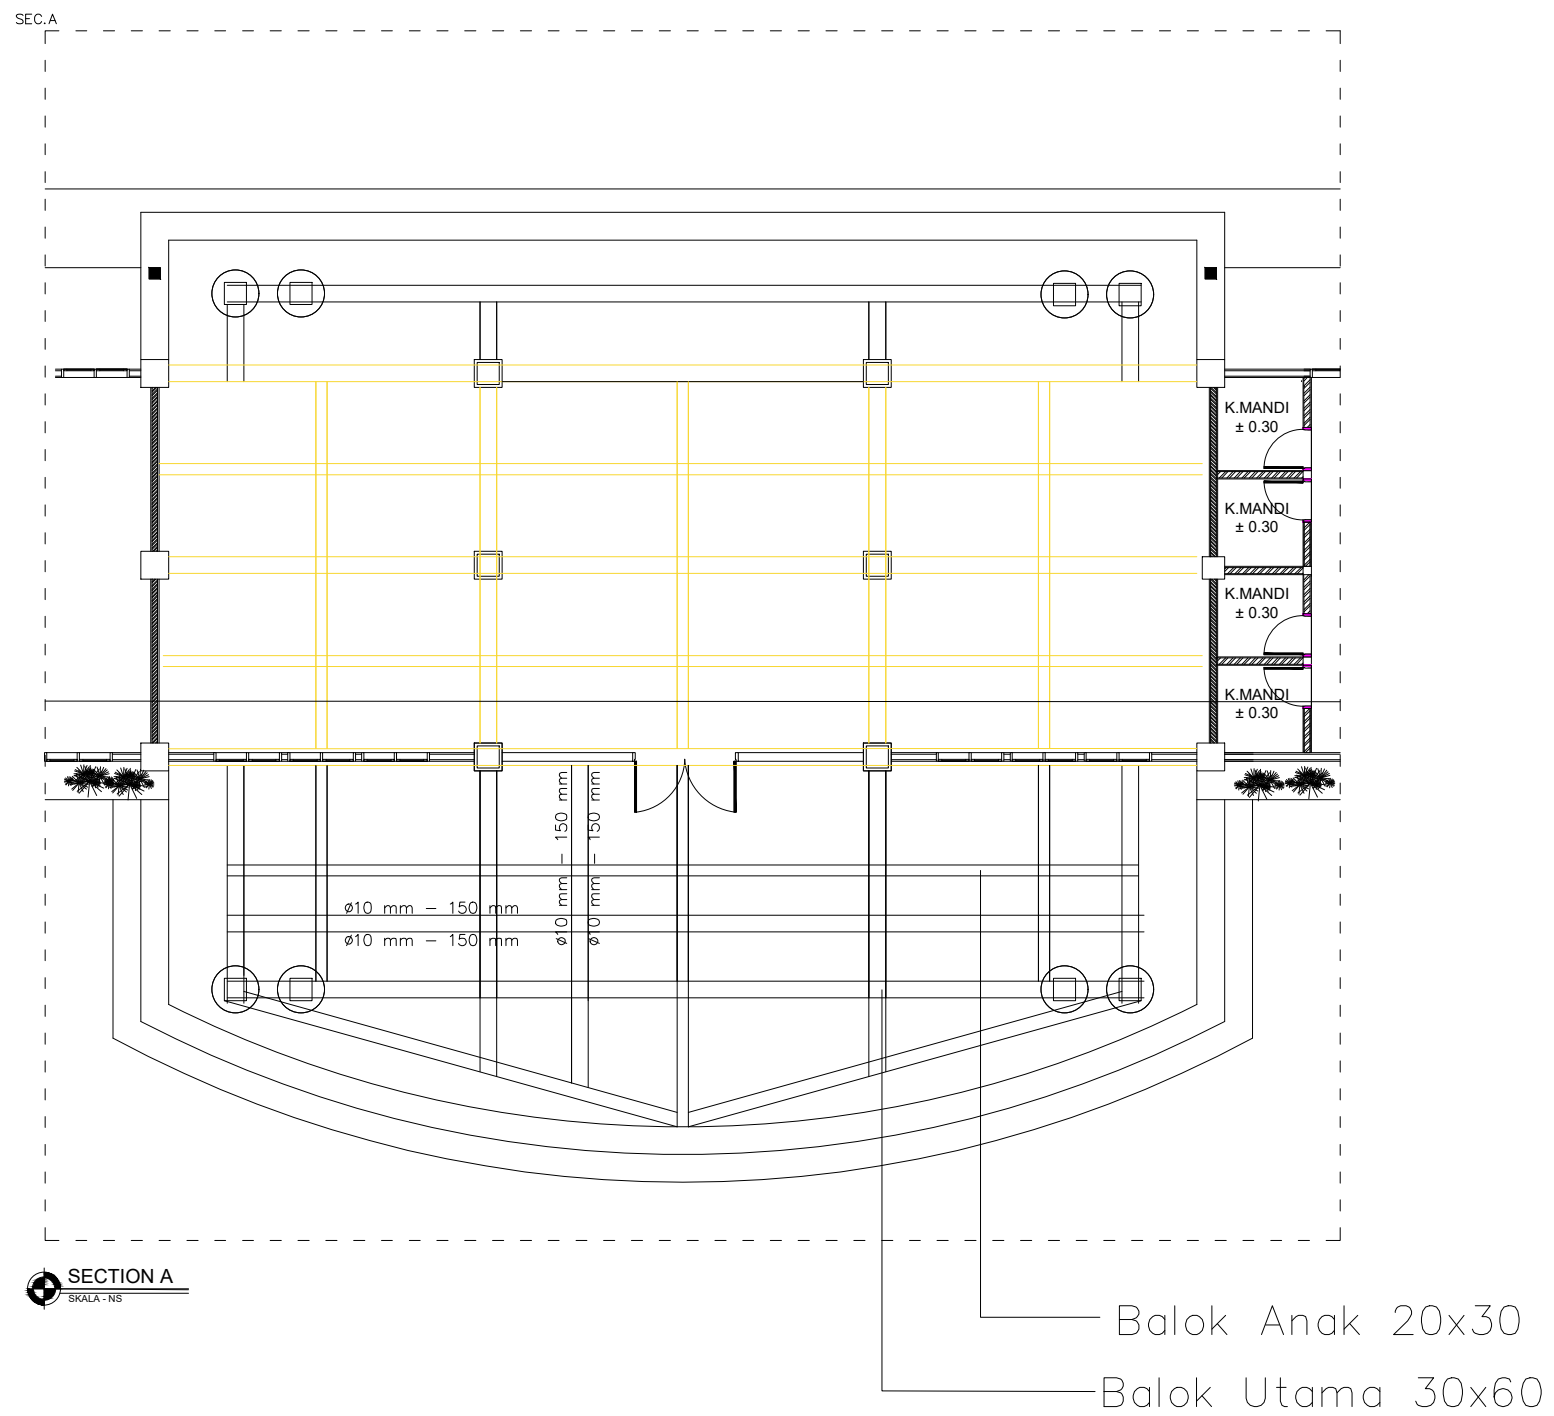 SEC.A
K.MANDI
± 0.30
K.MANDI
± 0.30
K.MANDI
± 0.30
K.MANDI
± 0.30
ø10 mm - 150 mm
ø10 mm - 150 mm
ø10 mm - 150 mm
ø10 mm - 150 mm
SECTION A
SKALA - NS
Balok Anak 20x30
Balok Utama 30x60